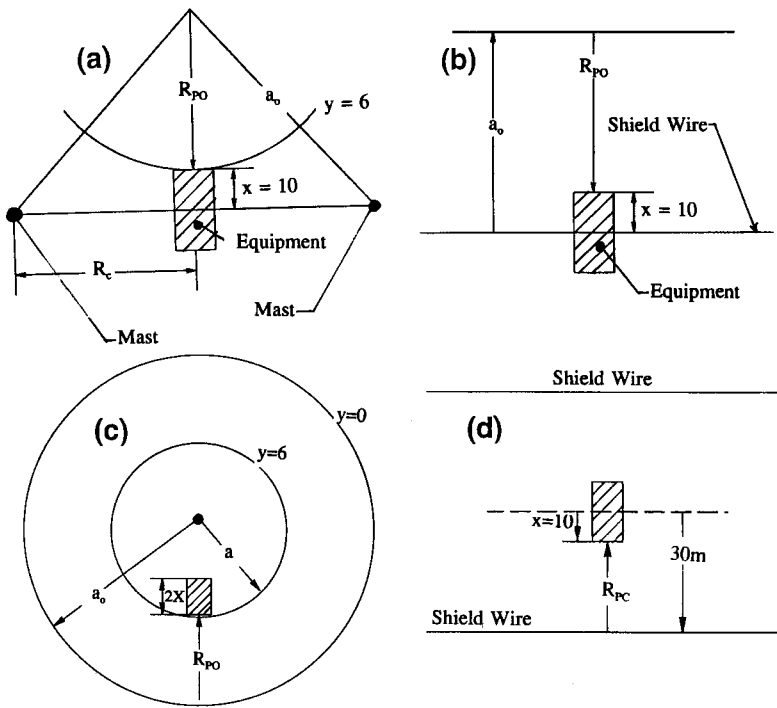 (a)
R_PO
a_o
y = 6
x = 10
Equipment
R_c
Mast
Mast
(b)
R_PO
a_o
Shield Wire
x = 10
Equipment
(c)
y=0
y=6
a
a_o
2X
R_PO
Shield Wire
(d)
x=10
30m
R_PC
Shield Wire